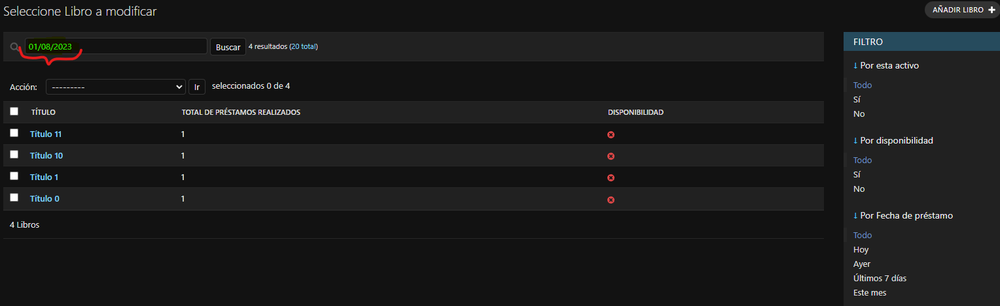 Seleccione Libro a modificar
AÑADIR LIBRO +
01/08/2023 Buscar 4 resultados (20 total)
Acción: --------- Ir seleccionados 0 de 4
TÍTULO TOTAL DE PRÉSTAMOS REALIZADOS DISPONIBILIDAD
Título 11 1
Título 10 1
Título 1 1
Título 0 1
4 Libros
FILTRO
↓ Por esta activo
Todo
Sí
No
↓ Por disponibilidad
Todo
Sí
No
↓ Por Fecha de préstamo
Todo
Hoy
Ayer
Últimos 7 días
Este mes